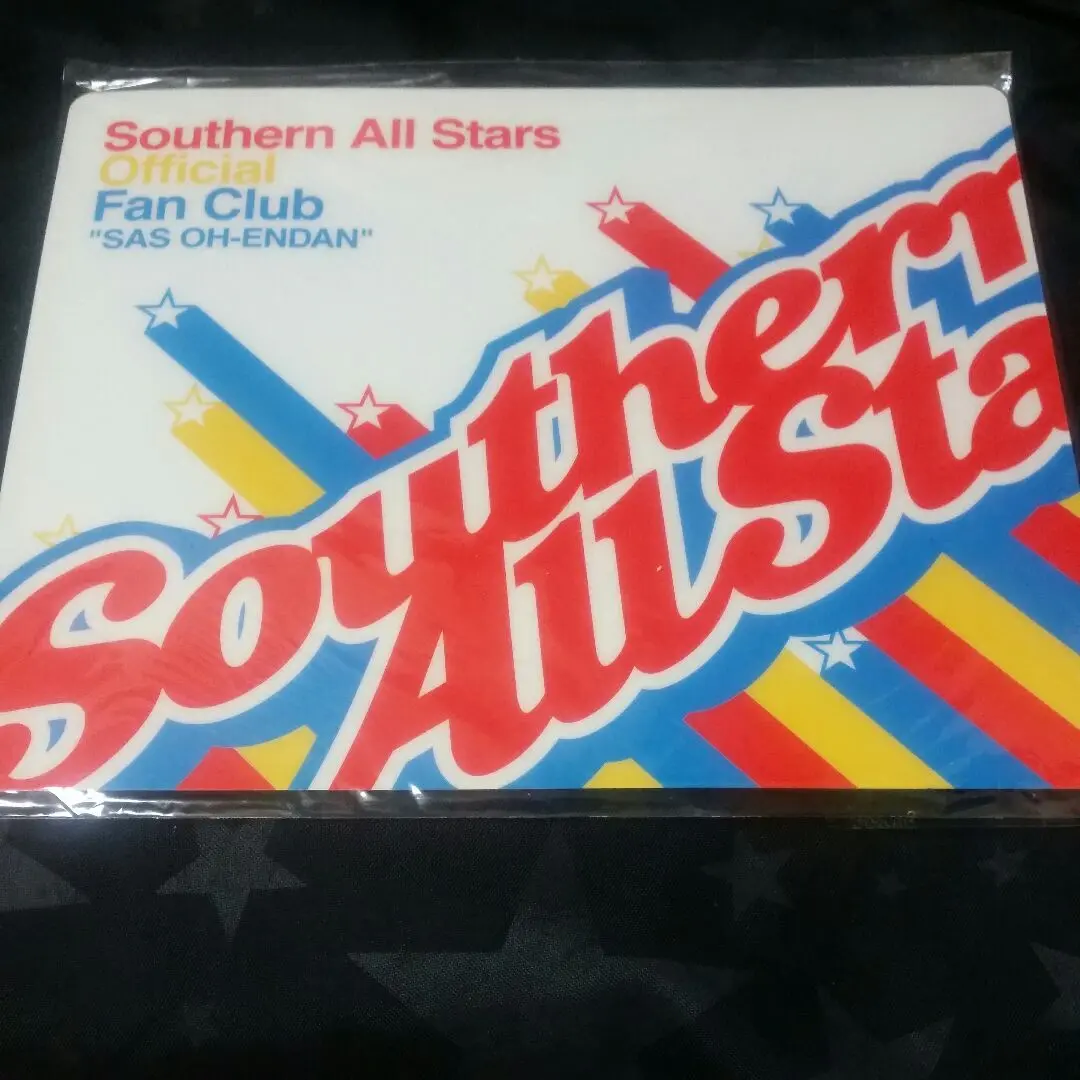 Southern All Stars
Official
Fan Club
"SAS OH-ENDAN"
Southern
All Sta